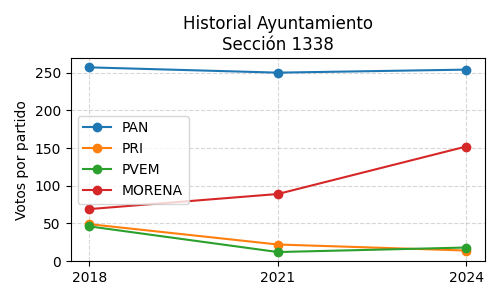 Historial Ayuntamiento
Sección 1338
Votos por partido
250
200
150
100
50
0
PAN
PRI
PVEM
MORENA
2018
2021
2024